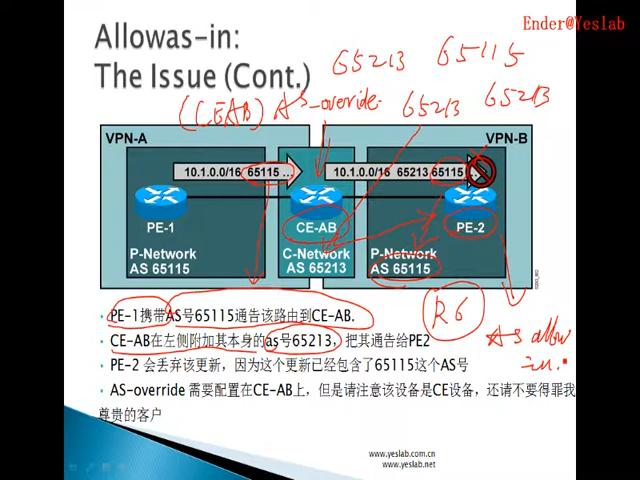 Ender@Yeslab
Allowas-in:
The Issue (Cont.)
65213 65115
(CEAB) AS-override 65213 65213
VPN-A
VPN-B
10.1.0.0/16 65115 ...
10.1.0.0/16 65213 65115 ...
PE-1
CE-AB
PE-2
P-Network
AS 65115
C-Network
AS 65213
P-Network
AS 65115
R6
AS allow
in.
PE-1携带AS号65115通告该路由到CE-AB.
CE-AB在左侧附加其本身的as号65213，把其通告给PE2
PE-2 会丢弃该更新，因为这个更新已经包含了65115这个AS号
AS-override 需要配置在CE-AB上，但是请注意该设备是CE设备，还请不要得罪我
尊贵的客户
www.yeslab.com.cn
www.yeslab.net